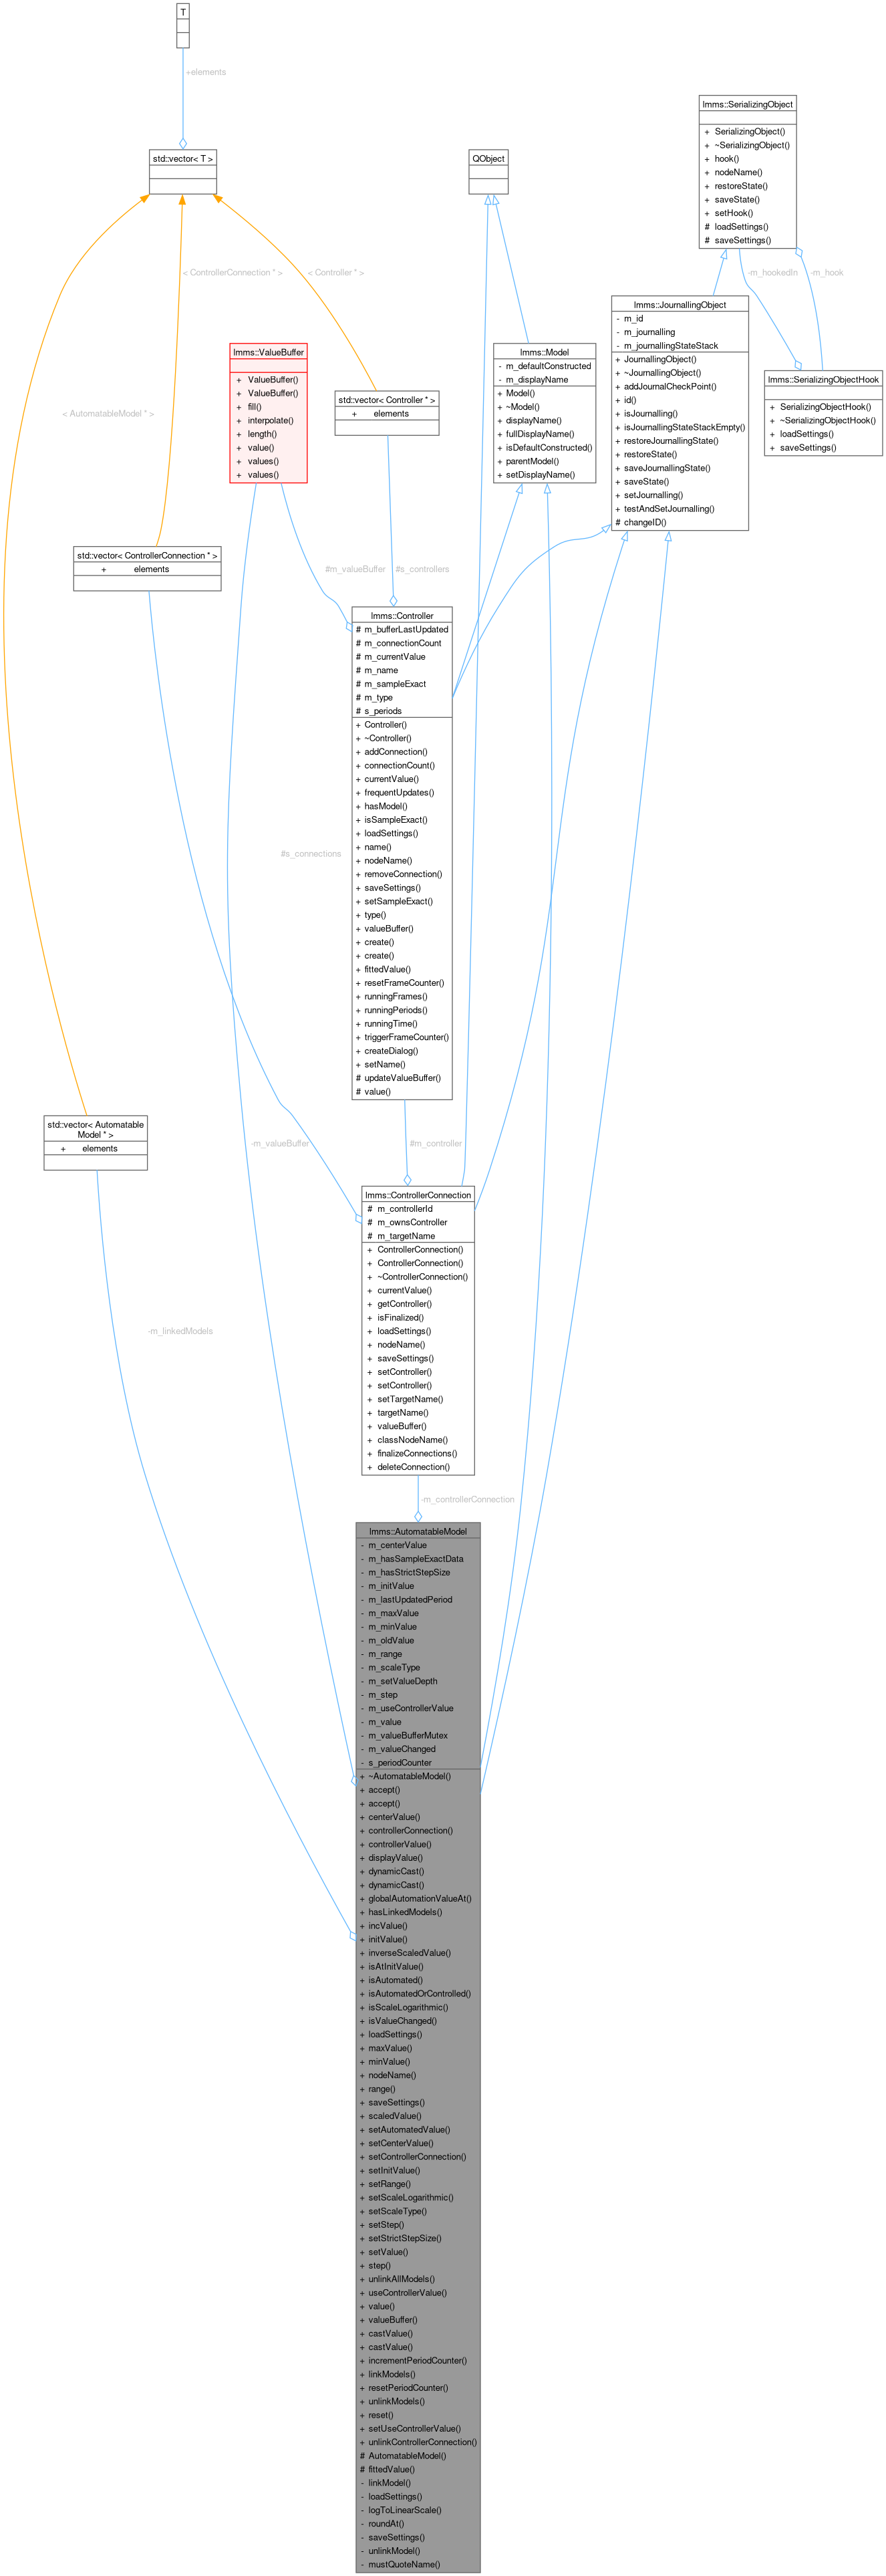 T
+elements
std::vector< T >
< AutomatableModel * >
< ControllerConnection * >
< Controller * >
QObject
lmms::SerializingObject
+ SerializingObject()
+ ~SerializingObject()
+ hook()
+ nodeName()
+ restoreState()
+ saveState()
+ setHook()
# loadSettings()
# saveSettings()
-m_hookedIn
-m_hook
lmms::SerializingObjectHook
+ SerializingObjectHook()
+ ~SerializingObjectHook()
+ loadSettings()
+ saveSettings()
lmms::JournallingObject
- m_id
- m_journalling
- m_journallingStateStack
+ JournallingObject()
+ ~JournallingObject()
+ addJournalCheckPoint()
+ id()
+ isJournalling()
+ isJournallingStateStackEmpty()
+ restoreJournallingState()
+ restoreState()
+ saveJournallingState()
+ saveState()
+ setJournalling()
+ testAndSetJournalling()
# changeID()
lmms::ValueBuffer
+ ValueBuffer()
+ ValueBuffer()
+ fill()
+ interpolate()
+ length()
+ value()
+ values()
+ values()
std::vector< Controller * >
+ elements
lmms::Model
- m_defaultConstructed
- m_displayName
+ Model()
+ ~Model()
+ displayName()
+ fullDisplayName()
+ isDefaultConstructed()
+ parentModel()
+ setDisplayName()
std::vector< ControllerConnection * >
+ elements
#m_valueBuffer
#s_controllers
lmms::Controller
# m_bufferLastUpdated
# m_connectionCount
# m_currentValue
# m_name
# m_sampleExact
# m_type
# s_periods
+ Controller()
+ ~Controller()
+ addConnection()
+ connectionCount()
+ currentValue()
+ frequentUpdates()
+ hasModel()
+ isSampleExact()
+ loadSettings()
+ name()
+ nodeName()
+ removeConnection()
+ saveSettings()
+ setSampleExact()
+ type()
+ valueBuffer()
+ create()
+ create()
+ fittedValue()
+ resetFrameCounter()
+ runningFrames()
+ runningPeriods()
+ runningTime()
+ triggerFrameCounter()
+ createDialog()
+ setName()
# updateValueBuffer()
# value()
#s_connections
std::vector< Automatable
Model * >
+ elements
-m_valueBuffer
#m_controller
lmms::ControllerConnection
# m_controllerId
# m_ownsController
# m_targetName
+ ControllerConnection()
+ ControllerConnection()
+ ~ControllerConnection()
+ currentValue()
+ getController()
+ isFinalized()
+ loadSettings()
+ nodeName()
+ saveSettings()
+ setController()
+ setController()
+ setTargetName()
+ targetName()
+ valueBuffer()
+ classNodeName()
+ finalizeConnections()
+ deleteConnection()
-m_linkedModels
-m_controllerConnection
lmms::AutomatableModel
- m_centerValue
- m_hasSampleExactData
- m_hasStrictStepSize
- m_initValue
- m_lastUpdatedPeriod
- m_maxValue
- m_minValue
- m_oldValue
- m_range
- m_scaleType
- m_setValueDepth
- m_step
- m_useControllerValue
- m_value
- m_valueBufferMutex
- m_valueChanged
- s_periodCounter
+ ~AutomatableModel()
+ accept()
+ accept()
+ centerValue()
+ controllerConnection()
+ controllerValue()
+ displayValue()
+ dynamicCast()
+ dynamicCast()
+ globalAutomationValueAt()
+ hasLinkedModels()
+ incValue()
+ initValue()
+ inverseScaledValue()
+ isAtInitValue()
+ isAutomated()
+ isAutomatedOrControlled()
+ isScaleLogarithmic()
+ isValueChanged()
+ loadSettings()
+ maxValue()
+ minValue()
+ nodeName()
+ range()
+ saveSettings()
+ scaledValue()
+ setAutomatedValue()
+ setCenterValue()
+ setControllerConnection()
+ setInitValue()
+ setRange()
+ setScaleLogarithmic()
+ setScaleType()
+ setStep()
+ setStrictStepSize()
+ setValue()
+ step()
+ unlinkAllModels()
+ useControllerValue()
+ value()
+ valueBuffer()
+ castValue()
+ castValue()
+ incrementPeriodCounter()
+ linkModels()
+ resetPeriodCounter()
+ unlinkModels()
+ reset()
+ setUseControllerValue()
+ unlinkControllerConnection()
# AutomatableModel()
# fittedValue()
- linkModel()
- loadSettings()
- logToLinearScale()
- roundAt()
- saveSettings()
- unlinkModel()
- mustQuoteName()